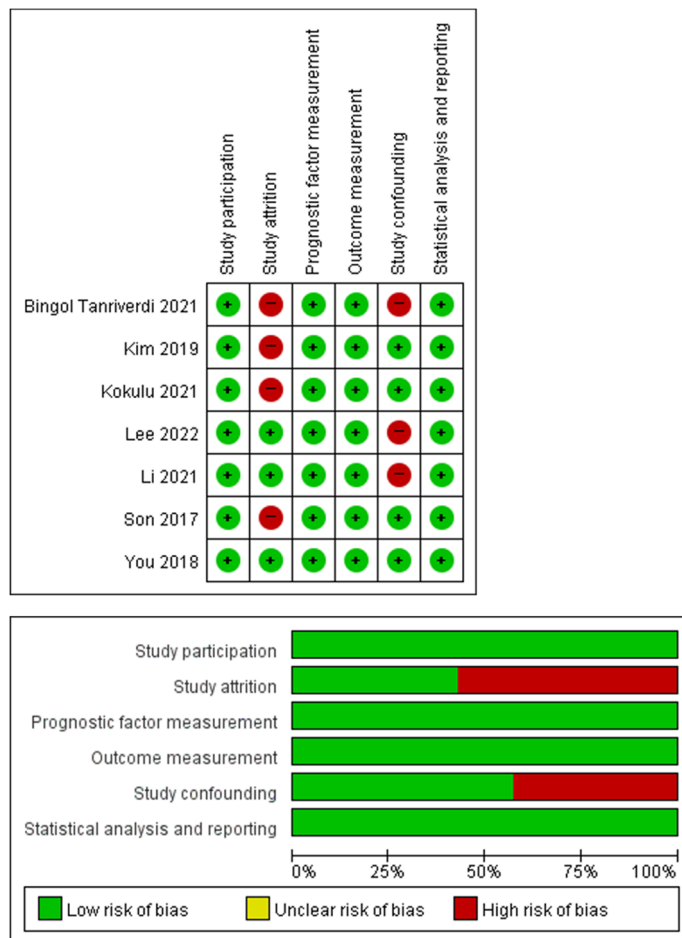 Study participation
Study attrition
Prognostic factor measurement
Outcome measurement
Study confounding
Statistical analysis and reporting
Bingol Tanriverdi 2021 + − + + − +
Kim 2019 + − + + + +
Kokulu 2021 + − + + + +
Lee 2022 + + + + − +
Li 2021 + + + + − +
Son 2017 + − + + + +
You 2018 + + + + + +
Study participation
Study attrition
Prognostic factor measurement
Outcome measurement
Study confounding
Statistical analysis and reporting
0% 25% 50% 75% 100%
Low risk of bias Unclear risk of bias High risk of bias